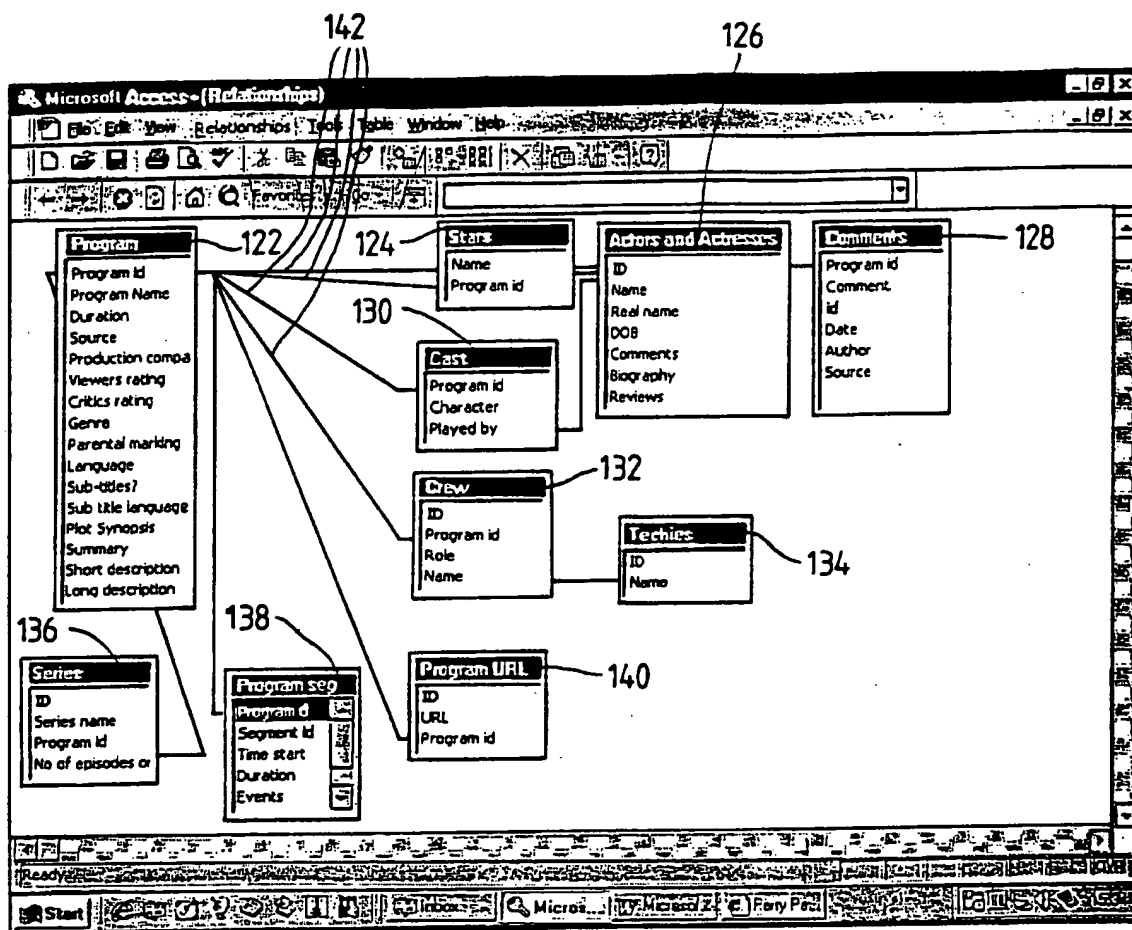 142
126
Microsoft Access - [Relationships]
File Edit View Relationships Tools Table Window Help
Favorites Go
Program
122
Program id
Program Name
Duration
Source
Production compa
Viewers rating
Critics rating
Genre
Parental marking
Language
Sub-titles?
Sub title language
Plot Synopsis
Summary
Short description
Long description
124
Stars
Name
Program id
Actors and Actresses
ID
Name
Real name
DOB
Comments
Biography
Reviews
Comments
128
Program id
Comment
id
Date
Author
Source
130
Cast
Program id
Character
Played by
132
Crew
ID
Program id
Role
Name
Techies
134
ID
Name
136
Series
ID
Series name
Program id
No of episodes or
138
Program seg
Program d
Segment id
Time start
Duration
Events
Program URL
140
ID
URL
Program id
Ready
Start
Inbox
Micros...